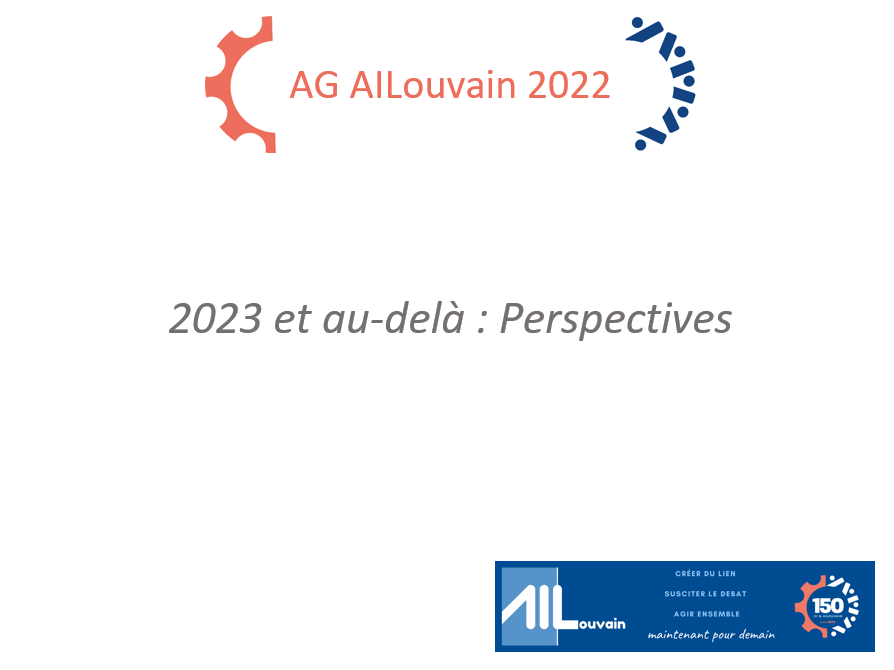 AG AILouvain 2022
2023 et au-delà : Perspectives
AILouvain
CRÉER DU LIEN
SUSCITER LE DEBAT
AGIR ENSEMBLE
maintenant pour demain
150